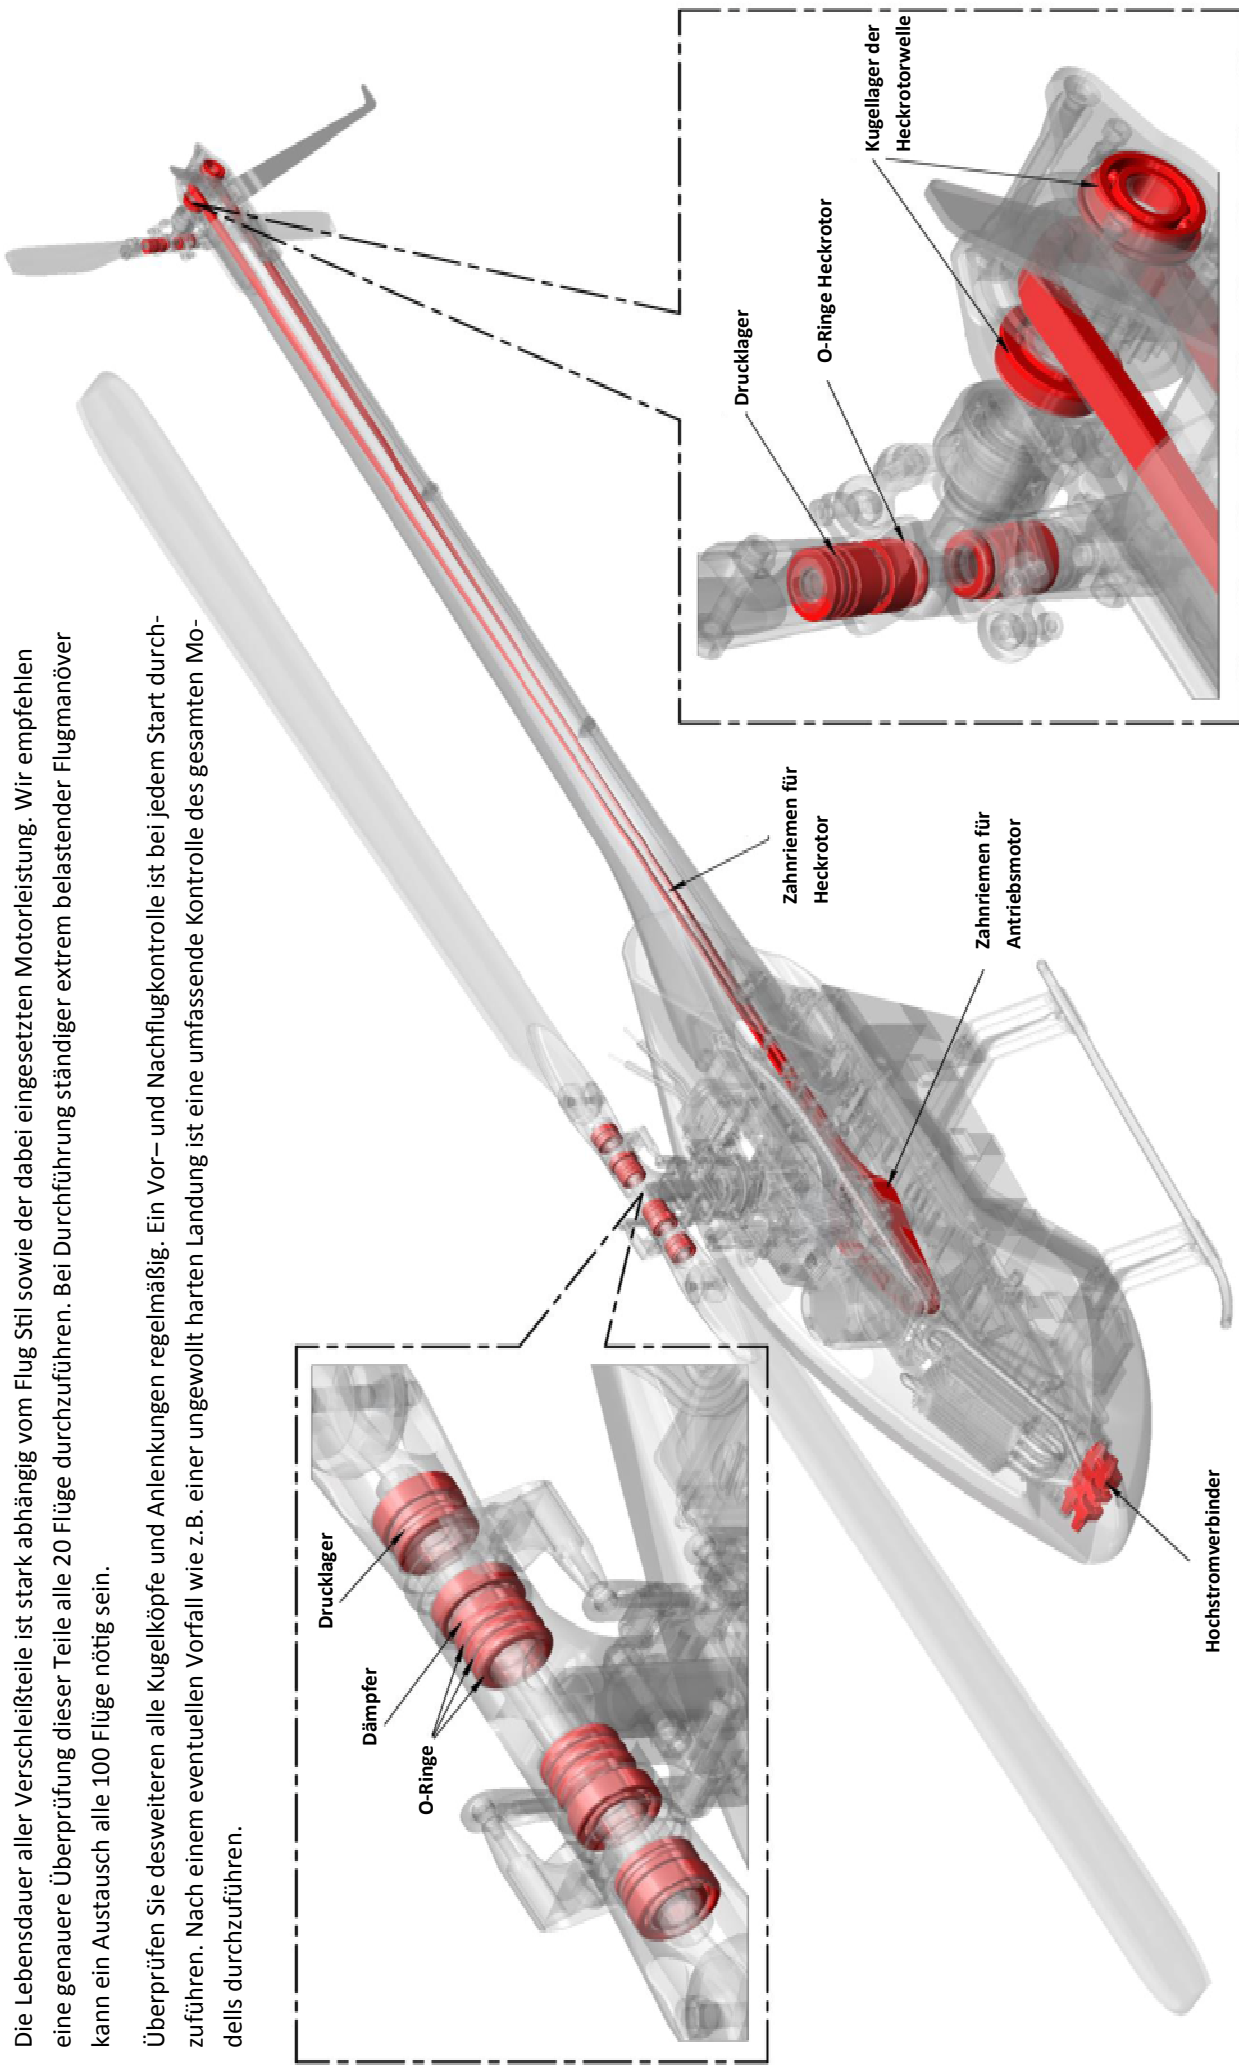 Die Lebensdauer aller Verschleißteile ist stark abhängig vom Flug Stil sowie der dabei eingesetzten Motorleistung. Wir empfehlen
eine genauere Überprüfung dieser Teile alle 20 Flüge durchzuführen. Bei Durchführung ständiger extrem belastender Flugmanöver
kann ein Austausch alle 100 Flüge nötig sein.
Überprüfen Sie desweiteren alle Kugelköpfe und Anlenkungen regelmäßig. Ein Vor– und Nachflugkontrolle ist bei jedem Start durch-
zuführen. Nach einem eventuellen Vorfall wie z.B. einer ungewollt harten Landung ist eine umfassende Kontrolle des gesamten Mo-
dells durchzuführen.
Drucklager
Dämpfer
O-Ringe
Hochstromverbinder
Zahnriemen für
Heckrotor
Zahnriemen für
Antriebsmotor
Drucklager
O-Ringe Heckrotor
Kugellager der
Heckrotorwelle